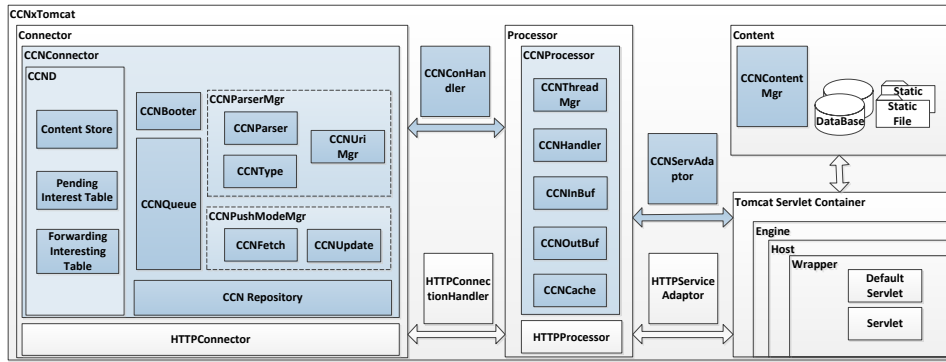 CCNxTomcat
Connector
CCNConnector
CCND
Content Store
Pending
Interest Table
Forwarding
Interesting
Table
CCNBooter
CCNQueue
CCNParserMgr
CCNParser
CCNType
CCNUri
Mgr
CCNPushModeMgr
CCNFetch
CCNUpdate
CCN Repository
HTTPConnector
CCNConHan
dler
HTTPConnec
tionHandler
Processor
CCNProcessor
CCNThread
Mgr
CCNHandler
CCNInBuf
CCNOutBuf
CCNCache
HTTPProcessor
CCNServAda
ptor
HTTPService
Adaptor
Content
CCNContent
Mgr
DataBase
Static
Static
File
Tomcat Servlet Container
Engine
Host
Wrapper
Default
Servlet
Servlet